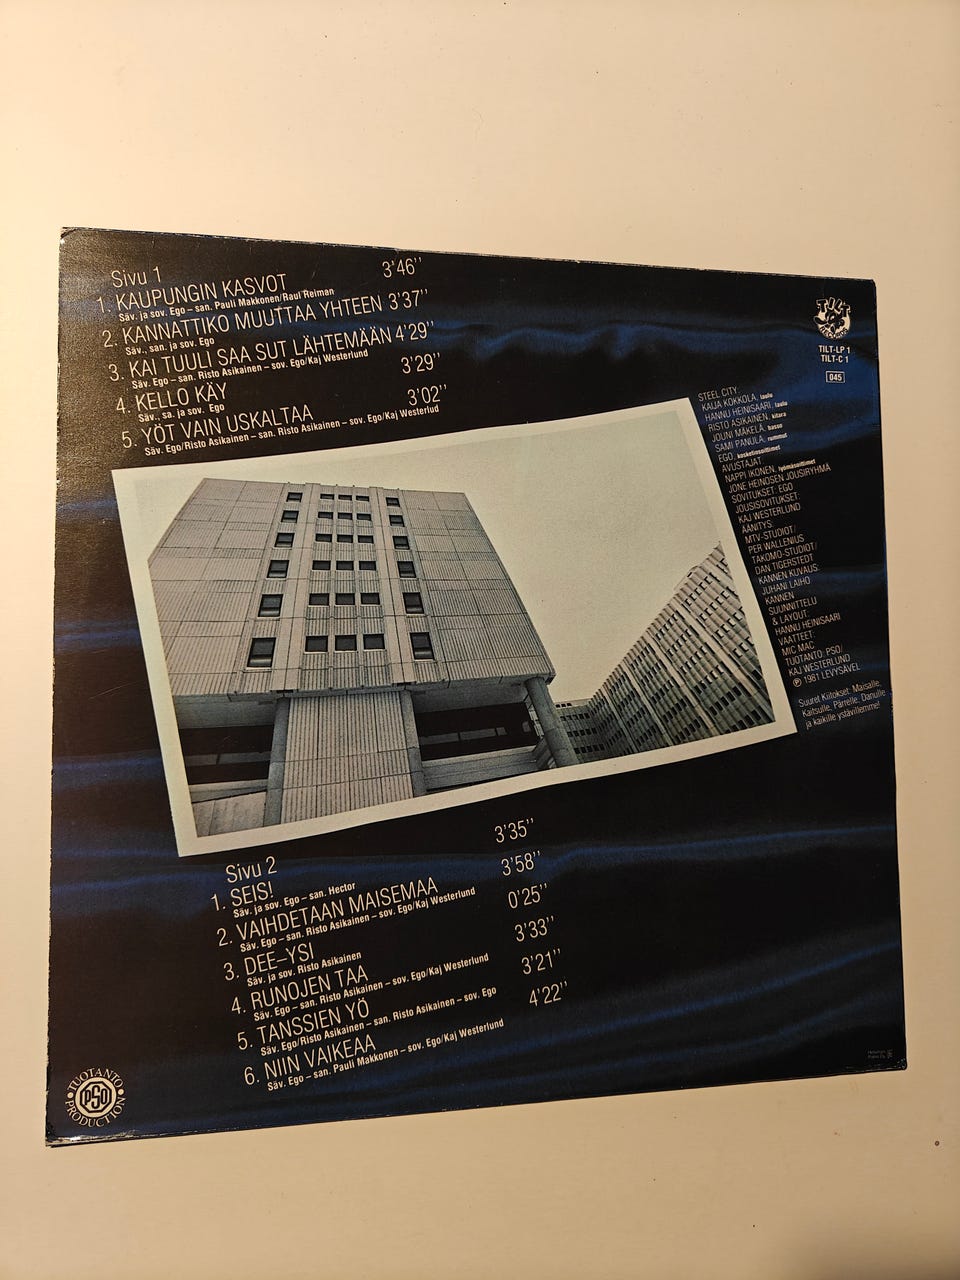 Sivu 1
1. KAUPUNGIN KASVOT 3'46''
Säv. ja sov. Ego – san. Pauli Makkonen/Raul Reiman
2. KANNATTIKO MUUTTAA YHTEEN 3'37''
Säv., san. ja sov. Ego
3. KAI TUULI SAA SUT LÄHTEMÄÄN 4'29''
Säv. Ego – san. Risto Asikainen – sov. Ego/Kaj Westerlund
4. KELLO KÄY 3'29''
Säv., sa. ja sov. Ego
5. YÖT VAIN USKALTAA 3'02''
Säv. Ego/Risto Asikainen – san. Risto Asikainen – sov. Ego/Kaj Westerlud
TILT
TILT-LP 1
TILT-C 1
045
STEEL CITY:
KAIJA KOKKOLA, laulu
HANNU HEINISAARI, laulu
RISTO ASIKAINEN, kitara
JOUNI MÄKELÄ, basso
SAMI PANULA, rummut
EGO, kosketinsoittimet
AVUSTAJAT:
NAPPI IKONEN, lyömäsoittimet
JONE HEINOSEN JOUSIRYHMÄ
SOVITUKSET: EGO
JOUSISOVITUKSET:
KAJ WESTERLUND
ÄÄNITYS:
MTV-STUDIOT/
PER WALLENIUS
TAKOMO-STUDIOT/
DAN TIGERSTEDT
KANNEN KUVAUS:
JUHANI LAIHO
KANNEN
SUUNNITTELU
& LAYOUT:
HANNU HEINISAARI
VAATTEET:
MIC MAC
TUOTANTO: PSO/
KAJ WESTERLUND
℗ 1981 LEVYSÄVEL
Suuret Kiitokset: Maisalle,
Kaitsulle, Pärrelle, Danulle
ja kaikille ystävillemme!
Sivu 2
1. SEIS! 3'35''
Säv. ja sov. Ego – san. Hector
2. VAIHDETAAN MAISEMAA 3'58''
Säv. Ego – san. Risto Asikainen – sov. Ego/Kaj Westerlund
3. DEE–YSI 0'25''
Säv. ja sov. Risto Asikainen
4. RUNOJEN TAA 3'33''
Säv. Ego – san. Risto Asikainen – sov. Ego/Kaj Westerlund
5. TANSSIEN YÖ 3'21''
Säv. Ego/Risto Asikainen – san. Risto Asikainen – sov. Ego
6. NIIN VAIKEAA 4'22''
Säv. Ego – san. Pauli Makkonen – sov. Ego/Kaj Westerlund
TUOTANTO
PSO
PRODUCTION